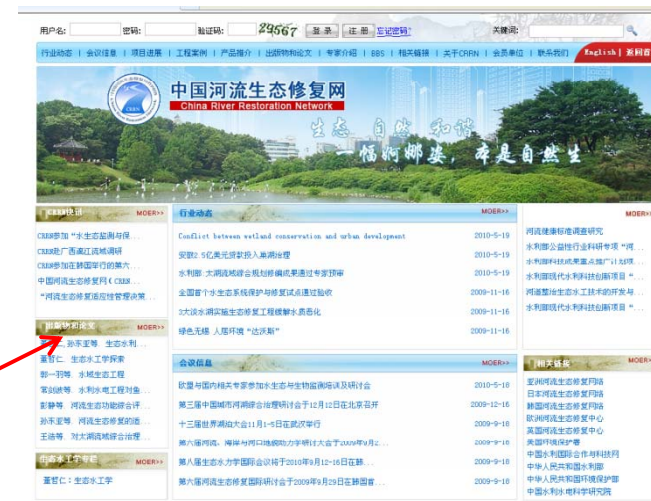 用户名: 密码: 验证码: 29567 登 录 注 册 忘记密码? 关键词:
行业动态 | 会议信息 | 项目进展 | 工程案例 | 产品推介 | 出版物和论文 | 专家介绍 | BBS | 相关链接 | 关于CRRN | 会员单位 | 联系我们 English | 返回首
CRRN
中国河流生态修复网
China River Restoration Network
生态 自然 和谐
一幅婀娜姿，本是自然生
CRRN快讯 MOER>>
CRRN参加“水生态监测与保...
CRRN赴广西漓江流域调研
CRRN参加在韩国举行的第六...
中国河流生态修复网（CRRN...
“河流生态修复适应性管理决策...
出版物和论文 MOER>>
董哲仁,孙东亚等. 生态水利...
董哲仁. 生态水工学探索
郭一羽等. 水域生态工程
常剑波等. 水利水电工程对鱼...
彭静等. 河流生态功能综合评...
孙东亚等. 河流生态修复的适...
王浩等. 对太湖流域综合治理...
生态水工学专栏 MOER>>
董哲仁：生态水工学
行业动态 MOER>>
Conflict between wetland conservation and urban development 2010-5-19
安徽2.5亿美元贷款投入巢湖治理 2010-5-19
水利部:太湖流域综合规划修编成果通过专家预审 2010-5-19
全国首个水生态系统保护与修复试点通过验收 2009-11-16
3大淡水湖实施生态修复工程缓解水质恶化 2009-11-16
绿色无锡 人居环境“达沃斯” 2009-11-16
会议信息 MOER>>
欧盟与国内相关专家参加水生态与生物监测培训及研讨会 2010-5-18
第三届中国城市河湖综合治理研讨会于12月12日在北京召开 2009-12-16
十三届世界湖泊大会11月1-5日在武汉举行 2009-9-18
第六届河流、海岸与河口地貌动力学研讨大会于2009年9月2... 2009-9-18
第八届生态水力学国际会议将于2010年9月12-16日在韩... 2009-9-18
第六届河流生态修复国际研讨会于2009年9月29日在韩国首... 2009-9-18
MOER>>
河流健康标准调查研究
水利部公益性行业科研专项“河...
水利部科技成果重点推广计划项...
水利部现代水利科技创新项目“...
河道整治生态水工技术的开发与...
水利部现代水利科技创新项目“...
相关链接 MOER>>
亚洲河流生态修复网络
日本河流生态修复网络
韩国河流生态修复网络
欧洲河流生态修复中心
英国河流生态修复中心
美国环境保护署
中国水利国际合作与科技网
中华人民共和国水利部
中华人民共和国环境保护部
中国水利水电科学研究院